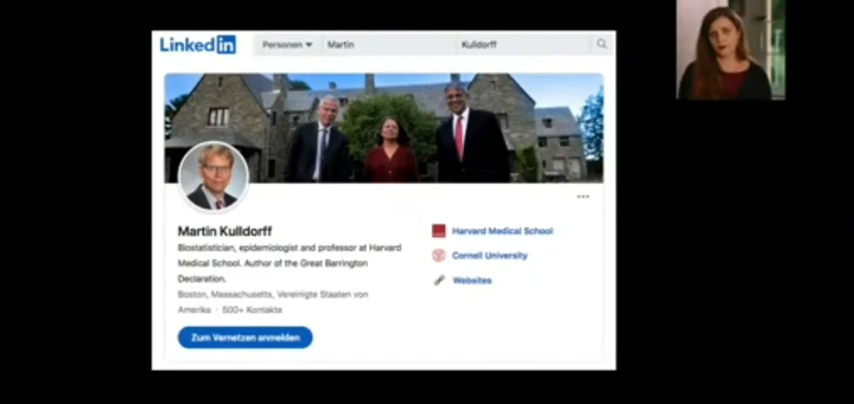 LinkedIn
Personen Martin Kulldorff
Martin Kulldorff
Biostatistician, epidemiologist and professor at Harvard
Medical School. Author of the Great Barrington
Declaration.
Boston, Massachusetts, Vereinigte Staaten von
Amerika · 500+ Kontakte
Zum Vernetzen anmelden
Harvard Medical School
Cornell University
Websites